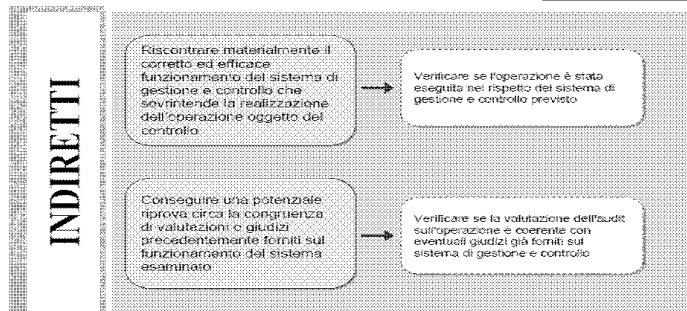 INDIRETTI
Riscontrare materialmente il
corretto ed efficace
funzionamento del sistema di
gestione e controllo che
sovrintende la realizzazione
dell'operazione oggetto del
controllo
Verificare se l'operazione è stata
eseguita nel rispetto del sistema di
gestione e controllo previsto
Conseguire una potenziale
riprova circa la congruenza
di valutazioni e giudizi
precedentemente forniti sul
funzionamento del sistema
esaminato
Verificare se la valutazione dell'audit
sull'operazione è coerente con
eventuali giudizi già forniti sul
sistema di gestione e controllo